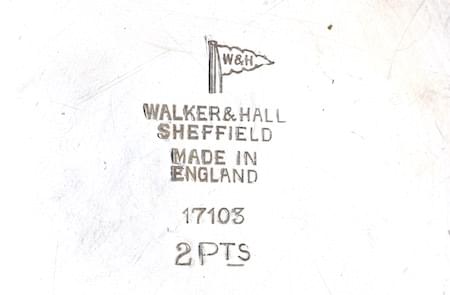 W&H
WALKER & HALL
SHEFFIELD
MADE IN
ENGLAND
17103
2 PTS